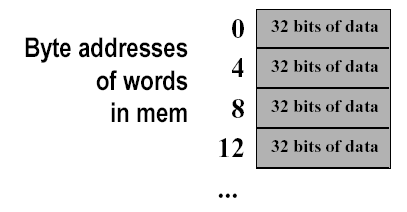 Byte addresses
of words
in mem
0 32 bits of data
4 32 bits of data
8 32 bits of data
12 32 bits of data
...